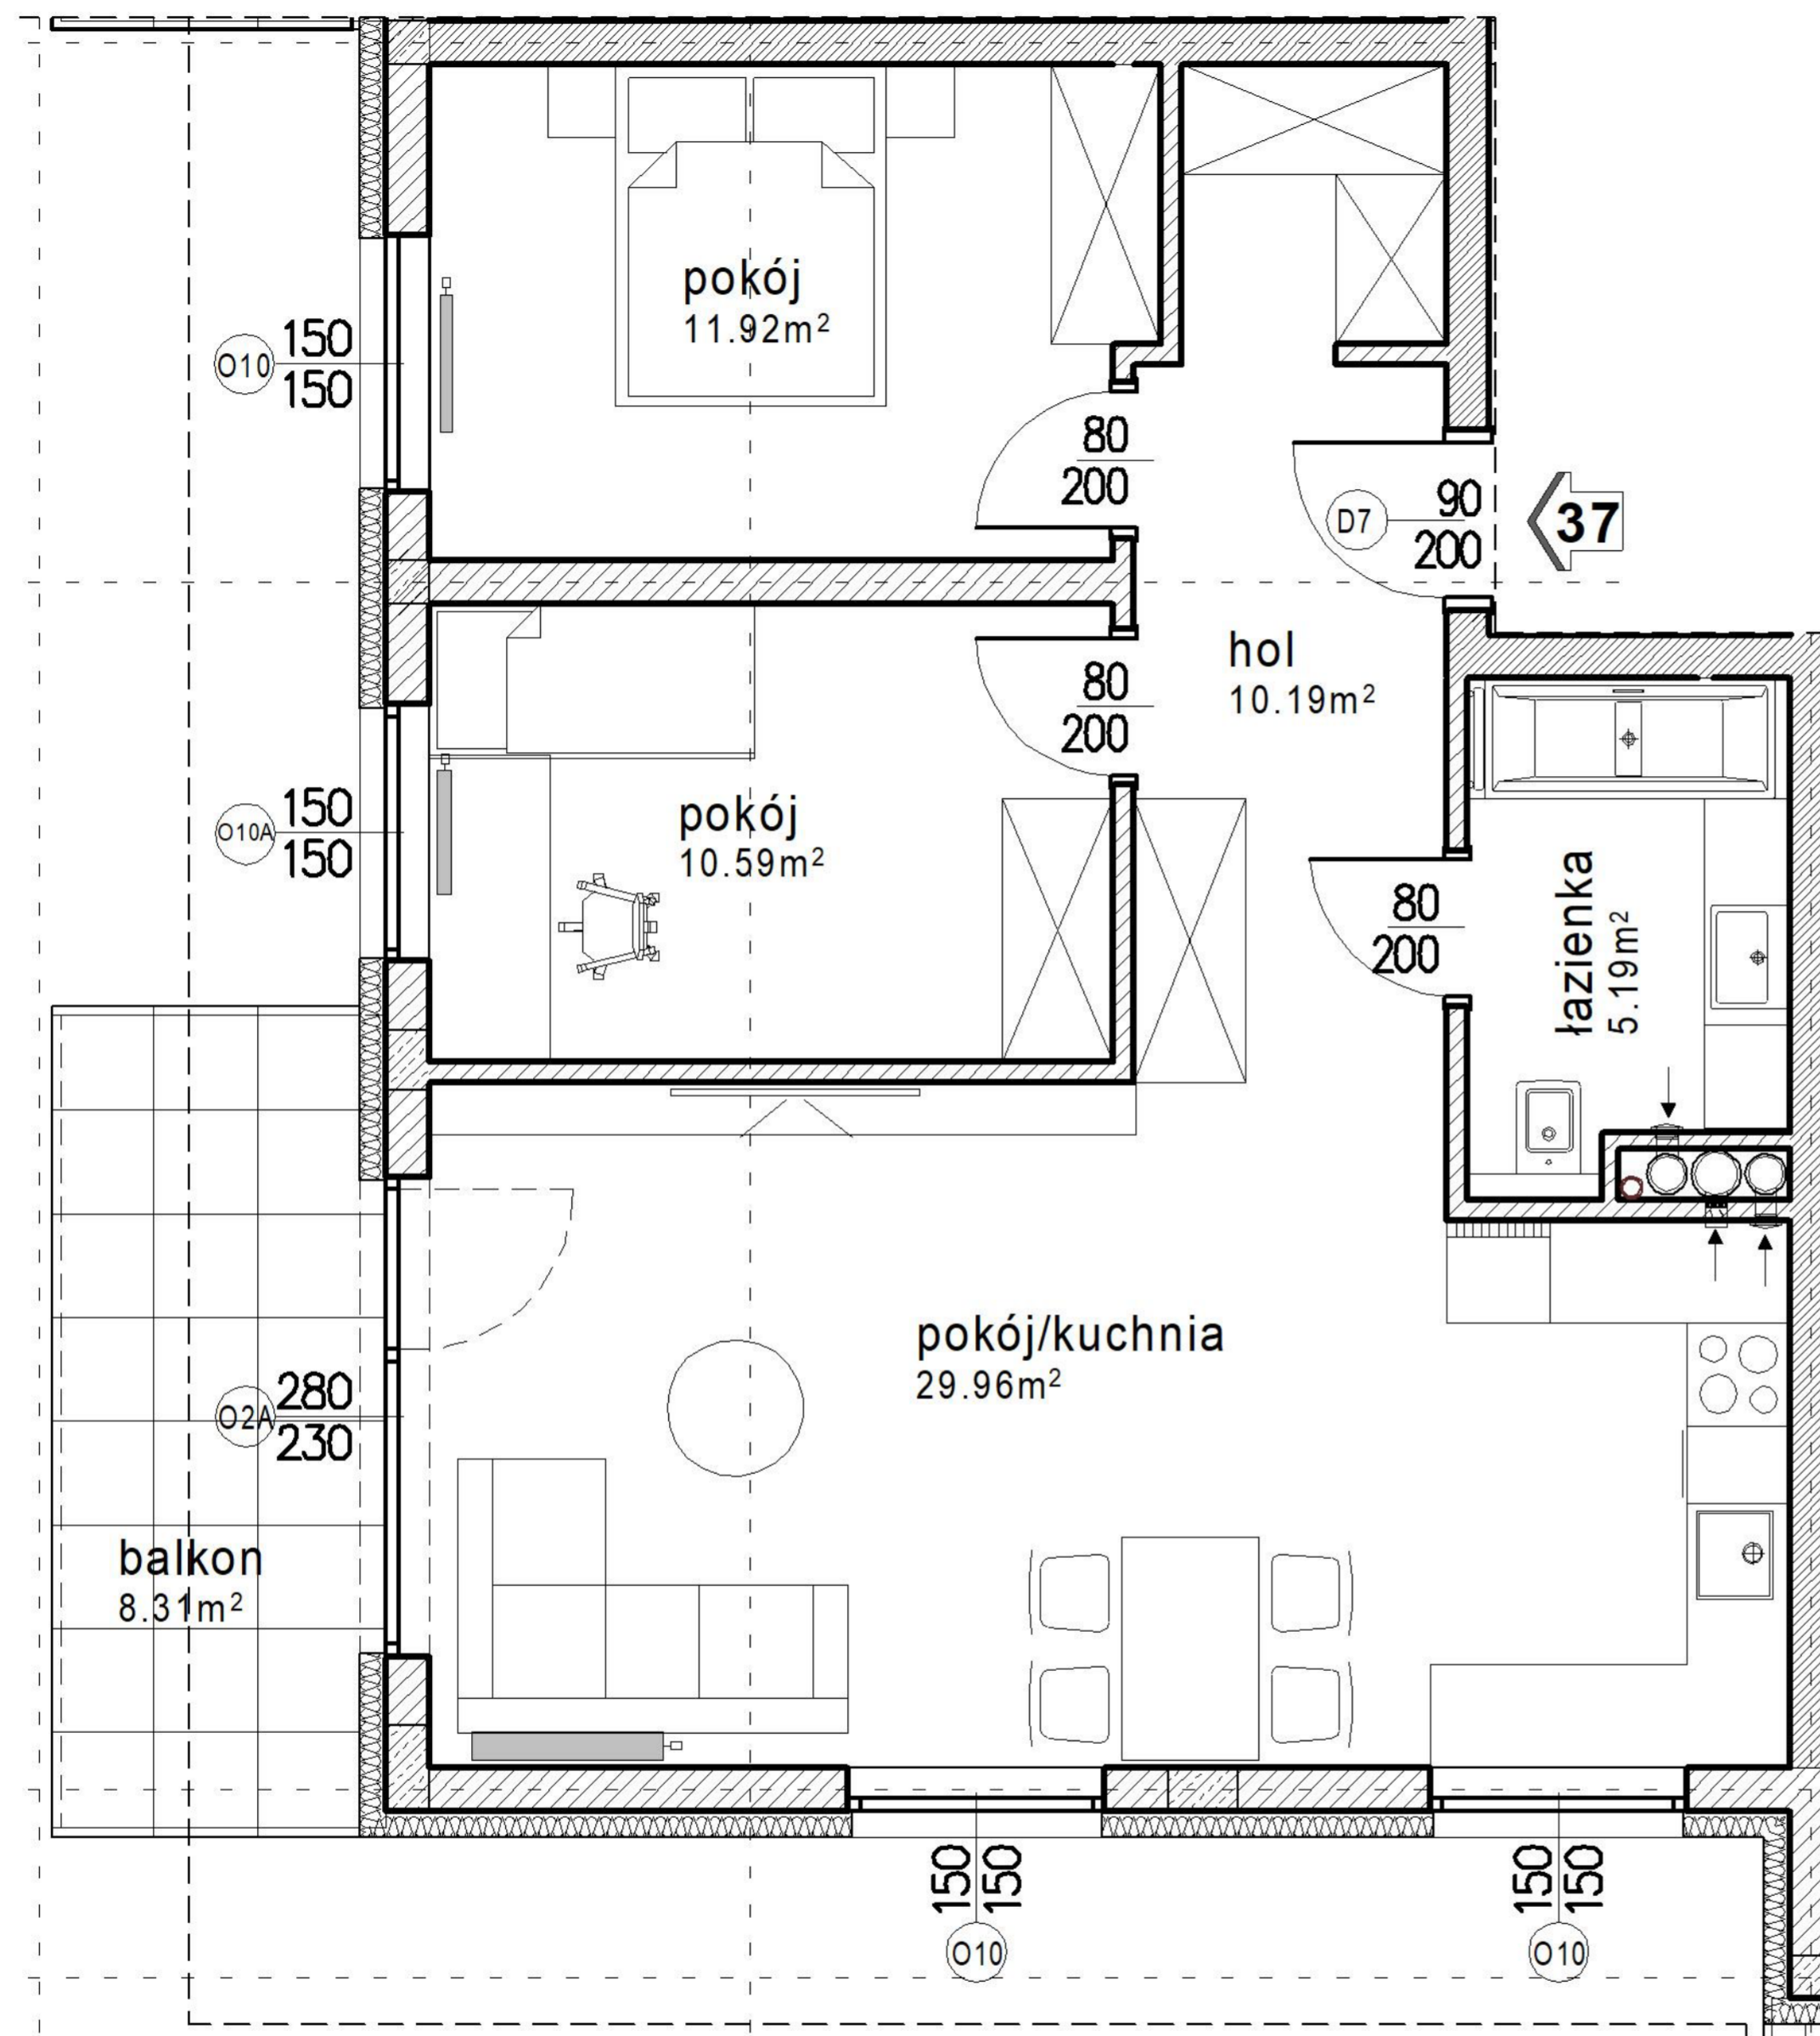 pokój
11.92m²
O10
150
150
80
200
D7
90
200
37
hol
10.19m²
80
200
pokój
10.59m²
O10A
150
150
80
200
łazienka
5.19m²
pokój/kuchnia
29.96m²
O2A
280
230
balkon
8.31m²
150
150
O10
150
150
O10